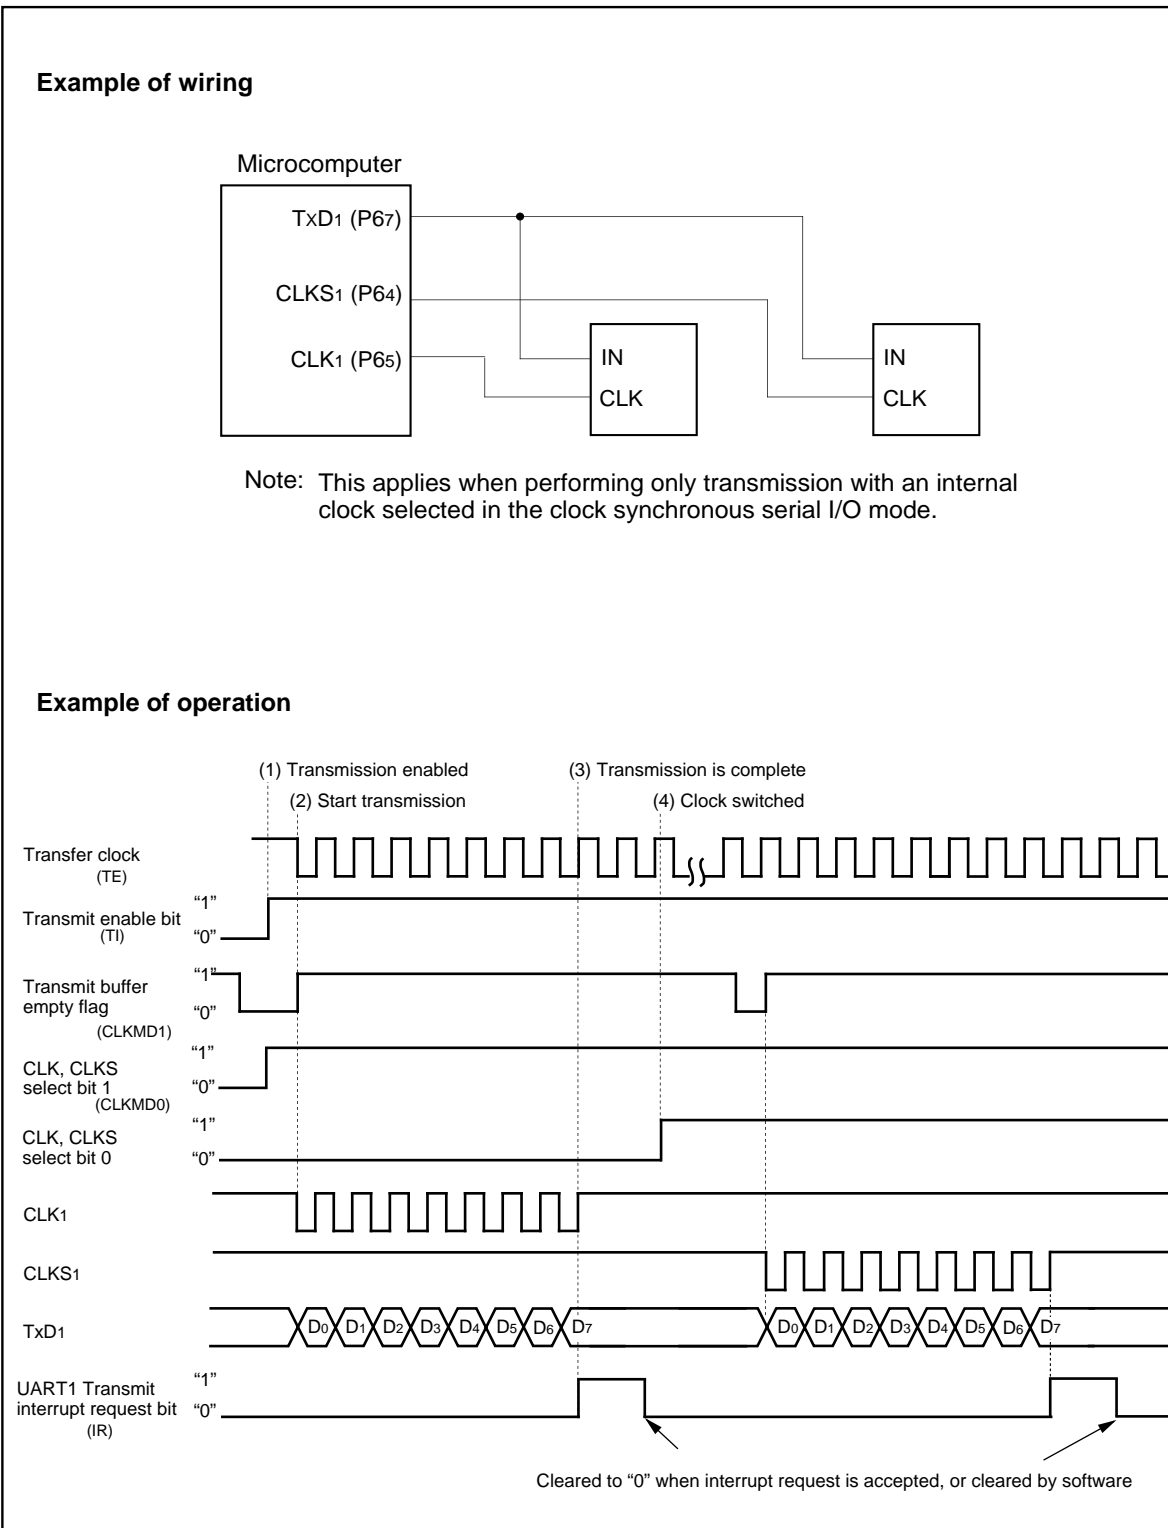 Example of wiring
Microcomputer
TxD1 (P67)
CLKS1 (P64)
CLK1 (P65)
IN
CLK
IN
CLK
Note: This applies when performing only transmission with an internal
clock selected in the clock synchronous serial I/O mode.
Example of operation
(1) Transmission enabled
(3) Transmission is complete
(2) Start transmission
(4) Clock switched
Transfer clock
(TE)
Transmit enable bit
(TI)
“1”
“0”
Transmit buffer
empty flag
(CLKMD1)
“1”
“0”
CLK, CLKS
select bit 1
(CLKMD0)
“1”
“0”
CLK, CLKS
select bit 0
“1”
“0”
CLK1
CLKS1
TxD1
D0 D1 D2 D3 D4 D5 D6 D7
D0 D1 D2 D3 D4 D5 D6 D7
UART1 Transmit
interrupt request bit
(IR)
“1”
“0”
Cleared to “0” when interrupt request is accepted, or cleared by software